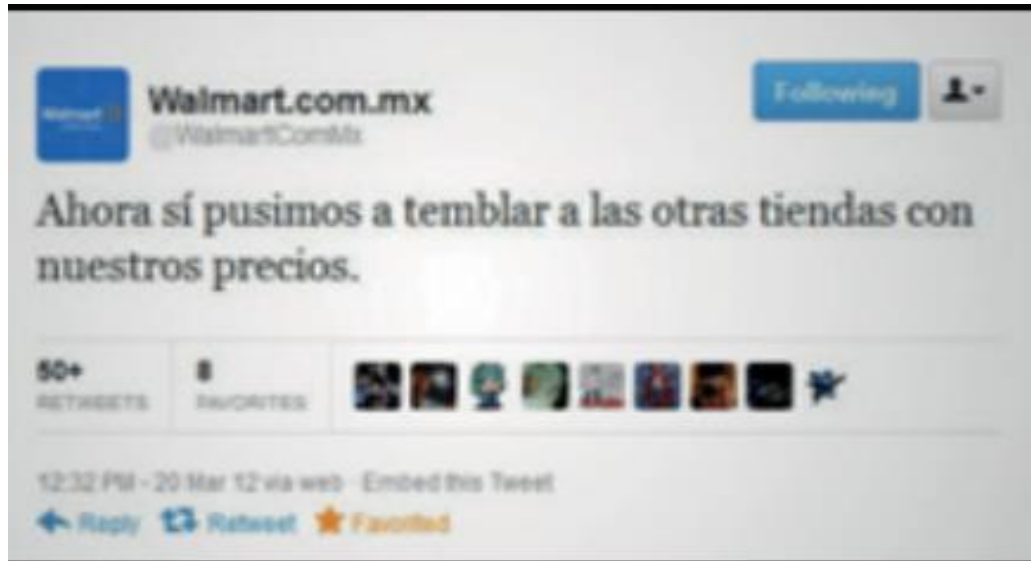 Walmart
Walmart.com.mx
@WalmartComMx
Following
Ahora sí pusimos a temblar a las otras tiendas con
nuestros precios.
50+
RETWEETS
8
FAVORITES
12:32 PM - 20 Mar 12 via web · Embed this Tweet
Reply Retweet Favorited